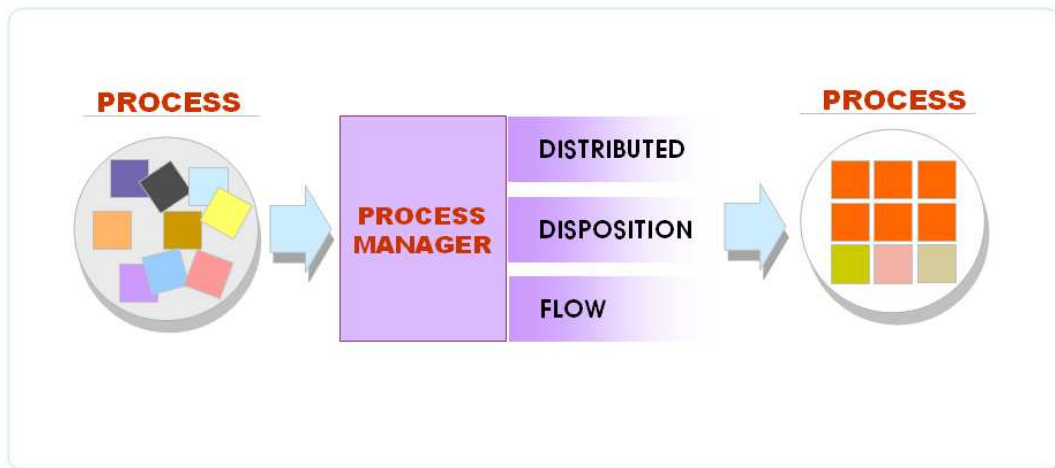 PROCESS
PROCESS
MANAGER
DISTRIBUTED
DISPOSITION
FLOW
PROCESS